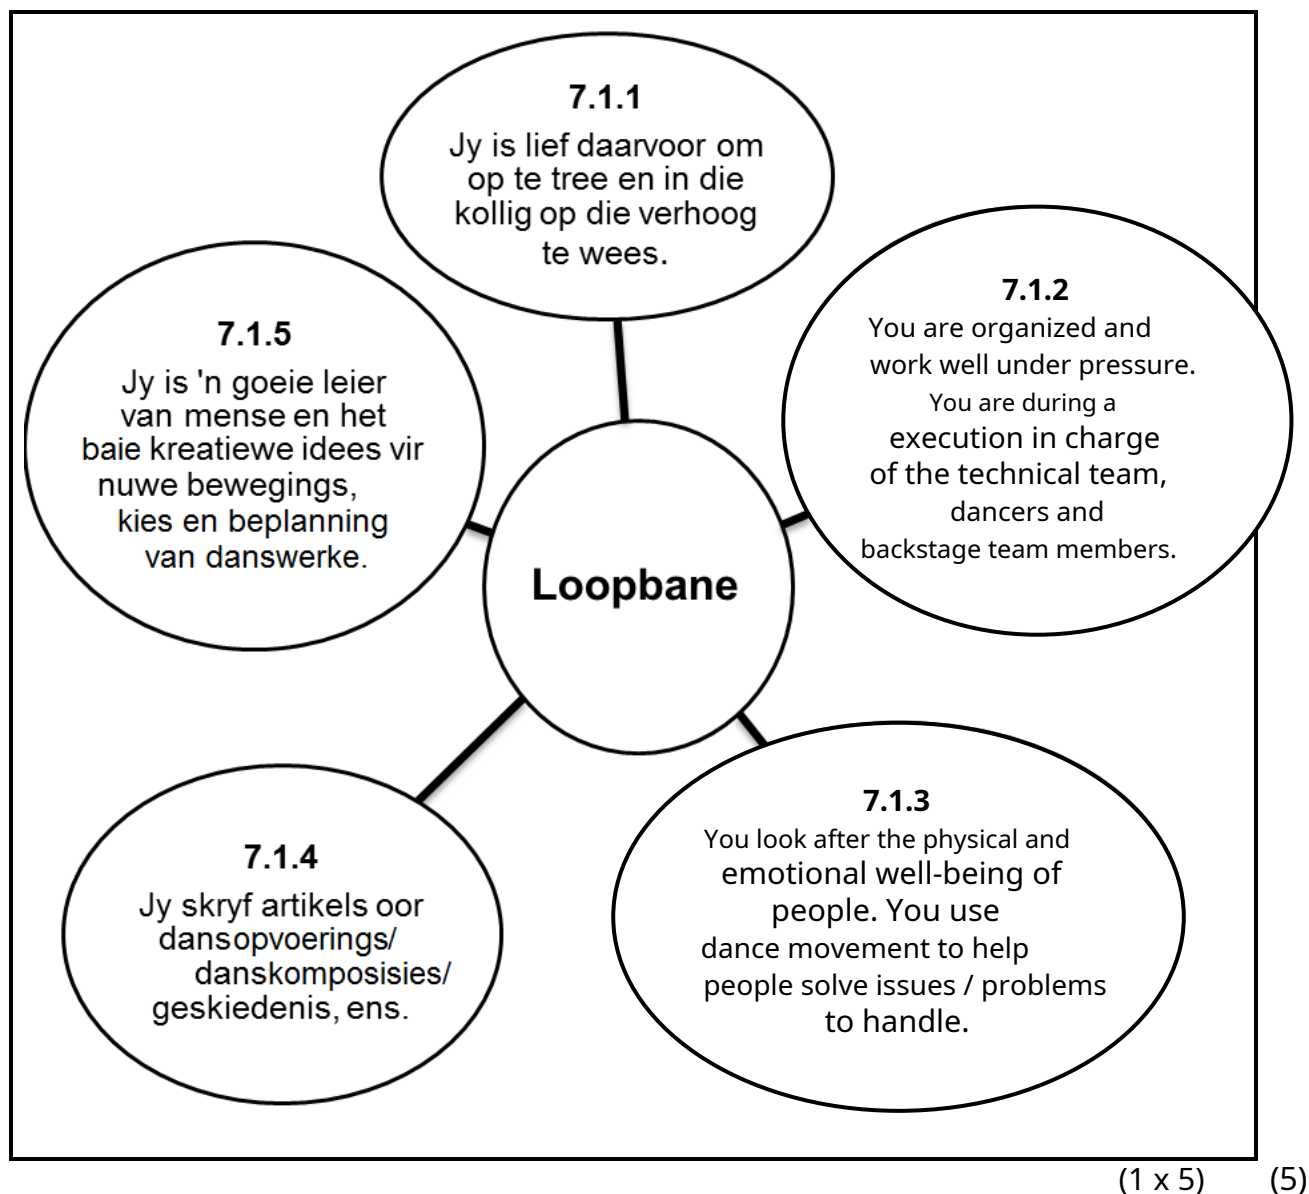 7.1.1
Jy is lief daarvoor om
op te tree en in die
kollig op die verhoog
te wees.
7.1.2
You are organized and
work well under pressure.
You are during a
execution in charge
of the technical team,
dancers and
backstage team members.
7.1.5
Jy is 'n goeie leier
van mense en het
baie kreatiewe idees vir
nuwe bewegings,
kies en beplanning
van danswerke.
Loopbane
7.1.3
You look after the physical and
emotional well-being of
people. You use
dance movement to help
people solve issues / problems
to handle.
7.1.4
Jy skryf artikels oor
dansopvoerings/
danskomposisies/
geskiedenis, ens.
(1 x 5) (5)